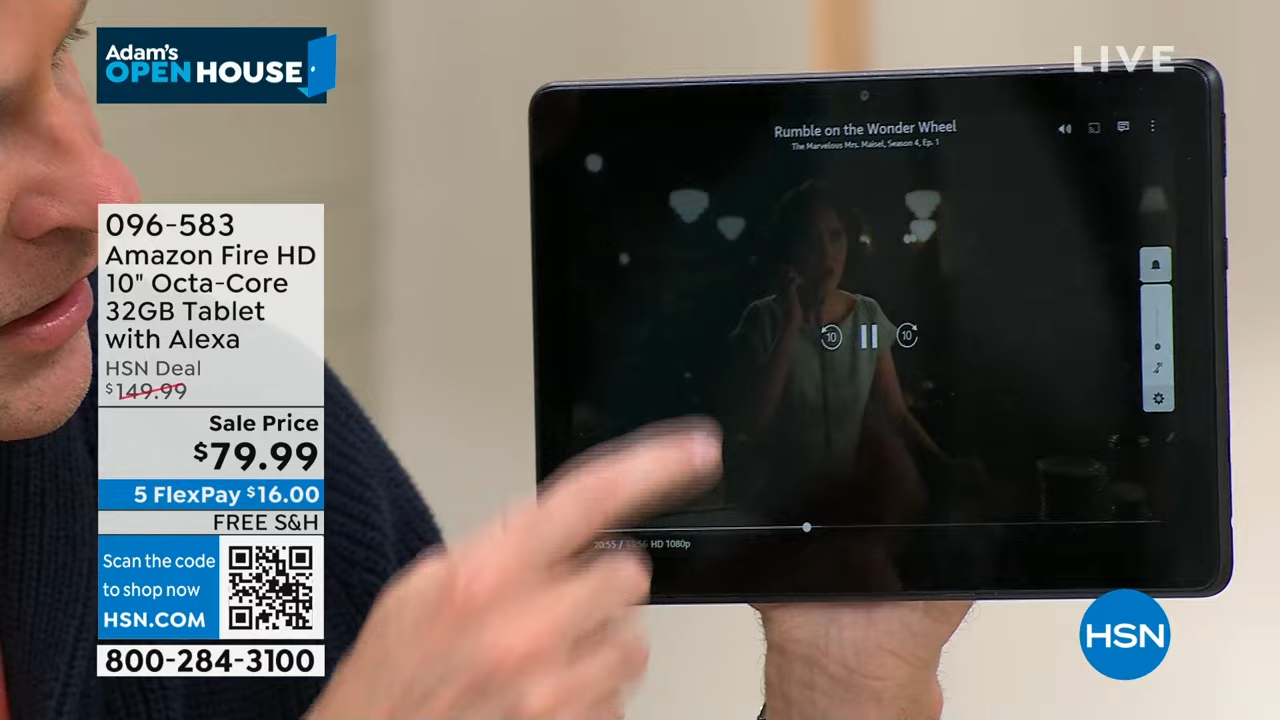 Adam's
OPEN HOUSE
LIVE
Rumble on the Wonder Wheel
The Marvelous Mrs. Maisel, Season 4, Ep. 1
10
10
HD 1080p
096-583
Amazon Fire HD
10" Octa-Core
32GB Tablet
with Alexa
HSN Deal
$149.99
Sale Price
$79.99
5 FlexPay $16.00
FREE S&H
Scan the code
to shop now
HSN.COM
800-284-3100
HSN